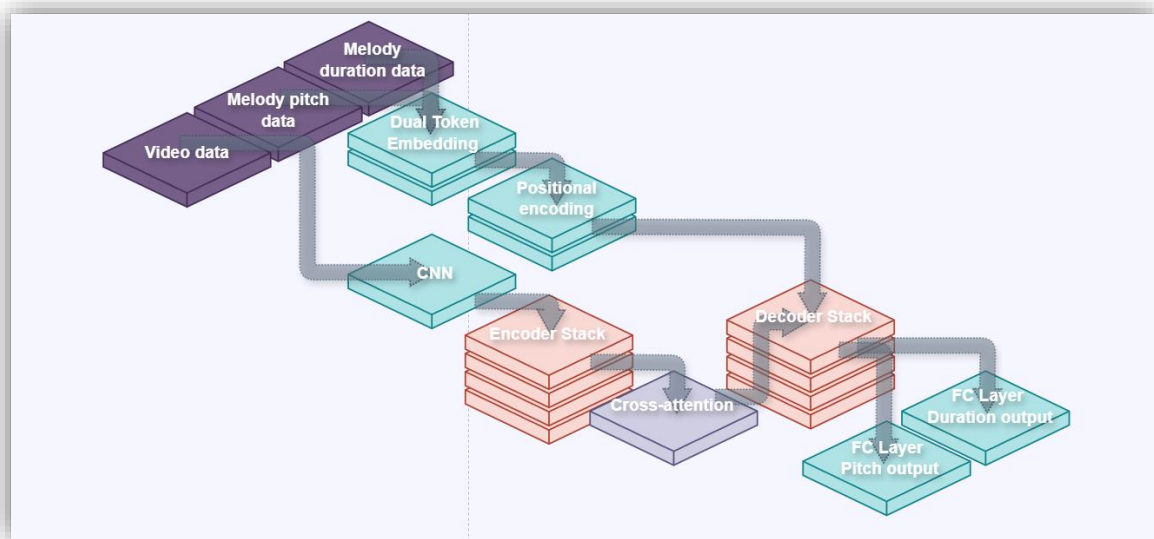 Melody
duration data
Melody pitch
data
Video data
Dual Token
Embedding
Positional
encoding
CNN
Encoder Stack
Decoder Stack
Cross-attention
FC Layer
Duration output
FC Layer
Pitch output